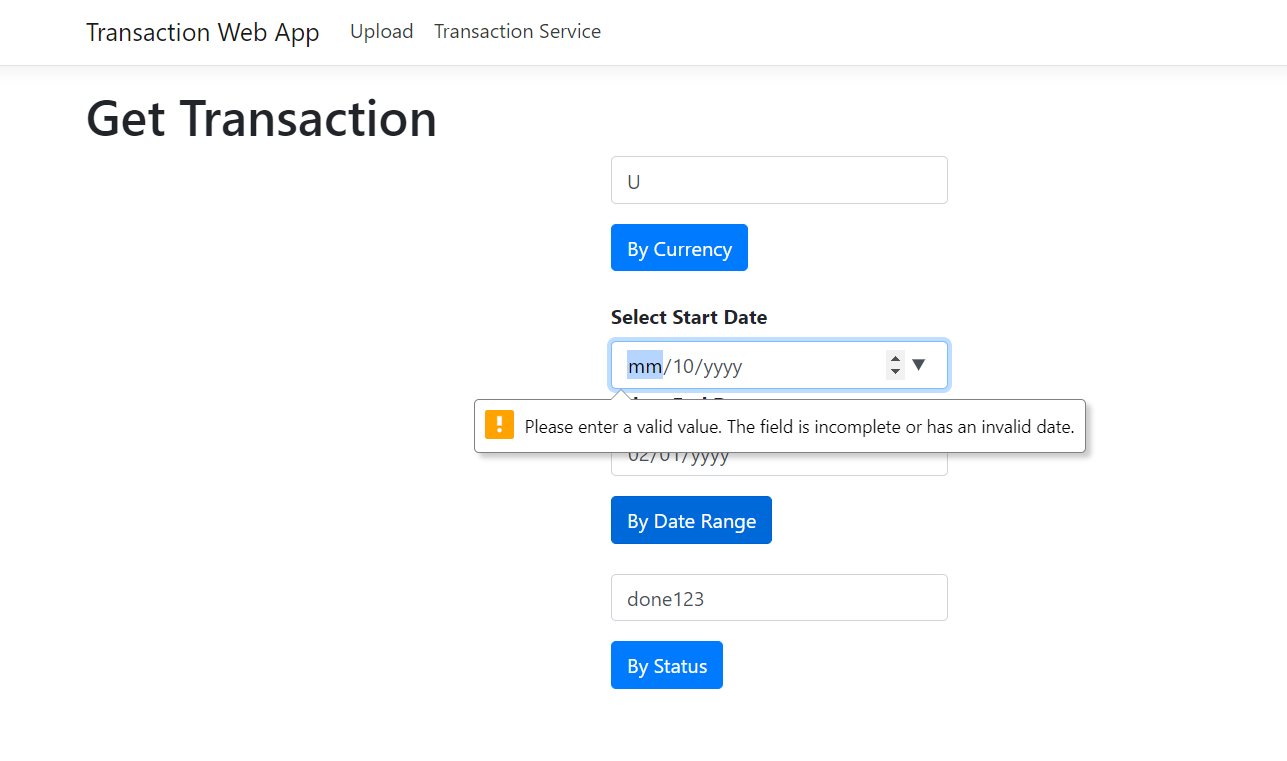 Transaction Web App Upload Transaction Service
Get Transaction
U
By Currency
Select Start Date
mm/10/yyyy
Please enter a valid value. The field is incomplete or has an invalid date.
02/01/yyyy
By Date Range
done123
By Status